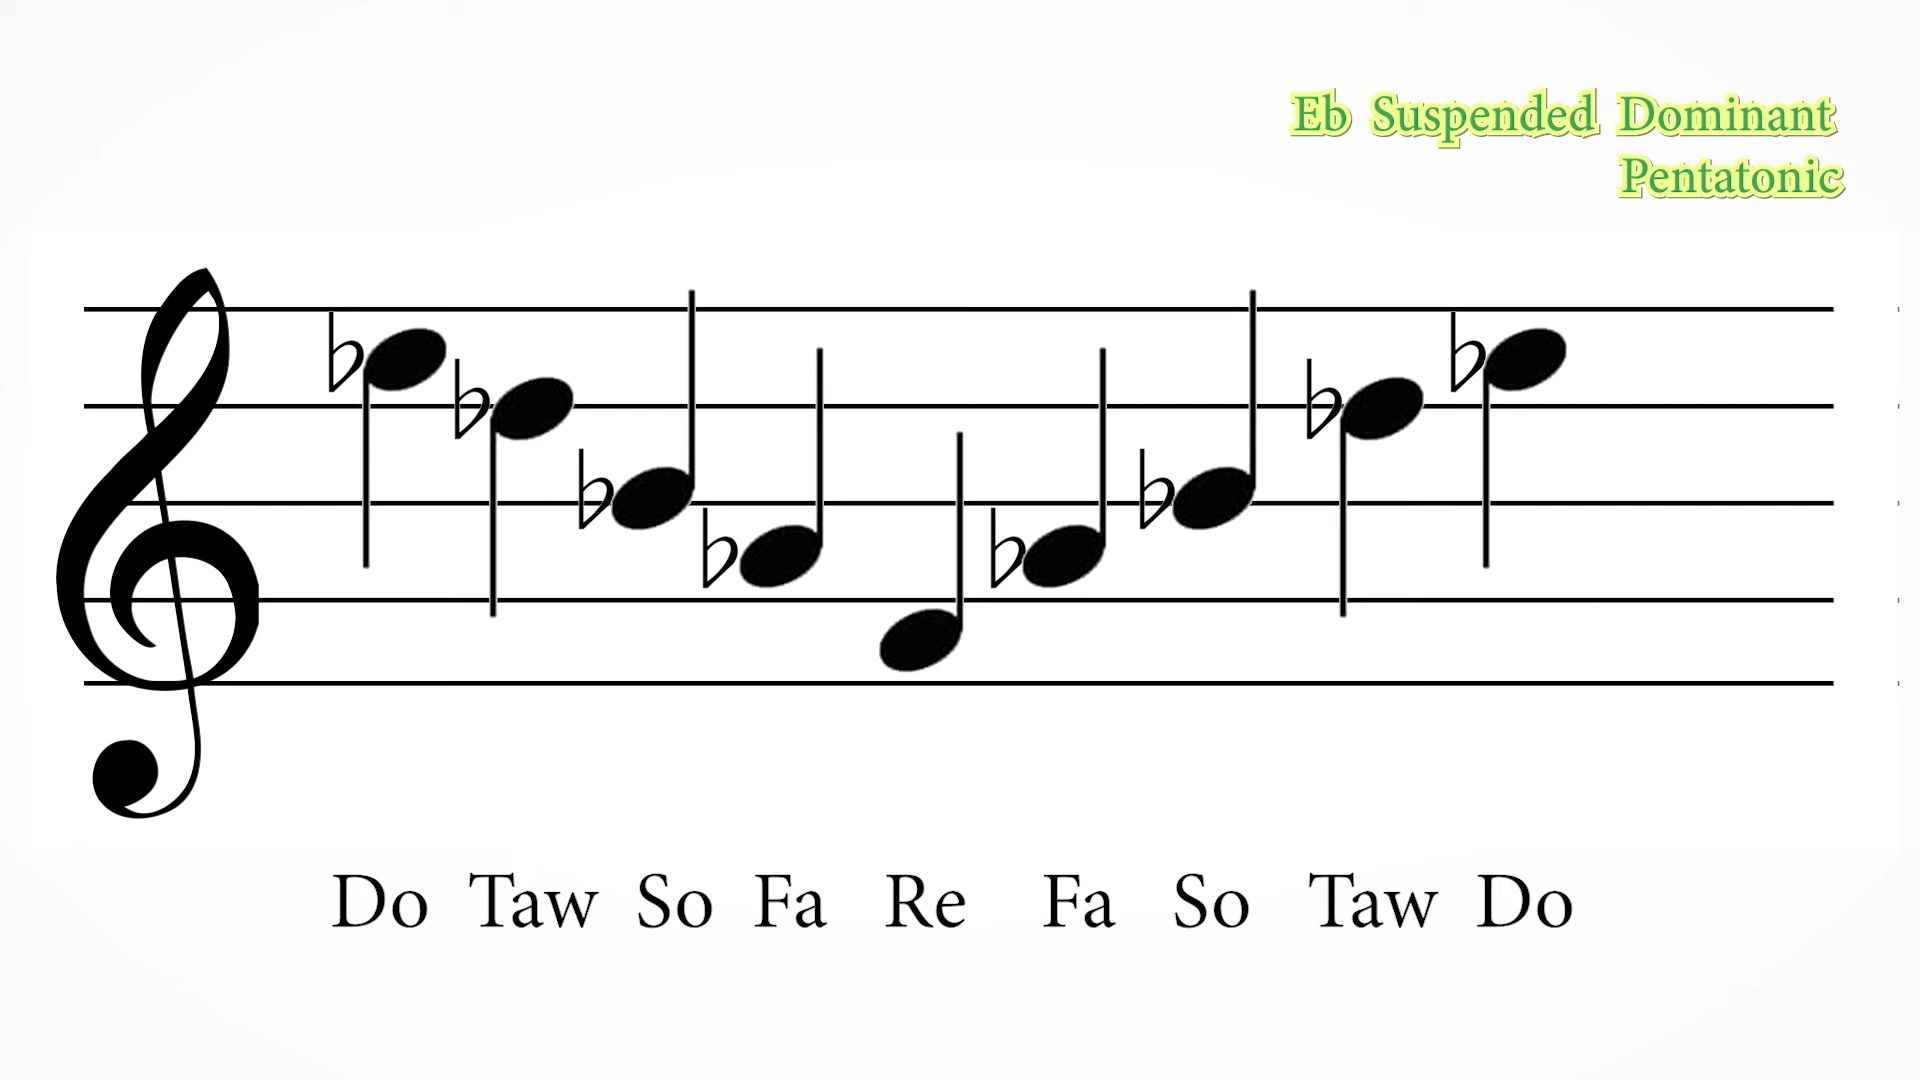 Eb Suspended Dominant
Pentatonic
Do Taw So Fa Re Fa So Taw Do